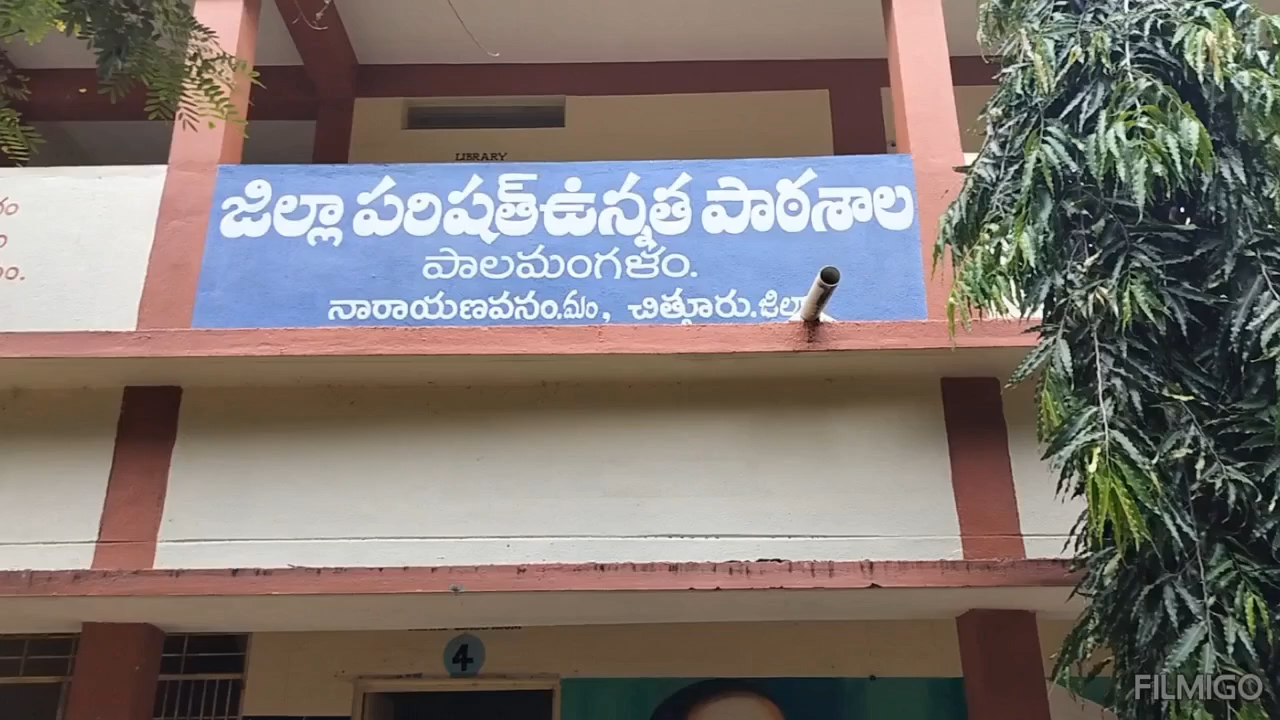 LIBRARY
జిల్లా పరిషత్ ఉన్నత పాఠశాల
పాలమంగళం.
నారాయణవనం.మం, చిత్తూరు.జిల్లా
4
FILMIGO